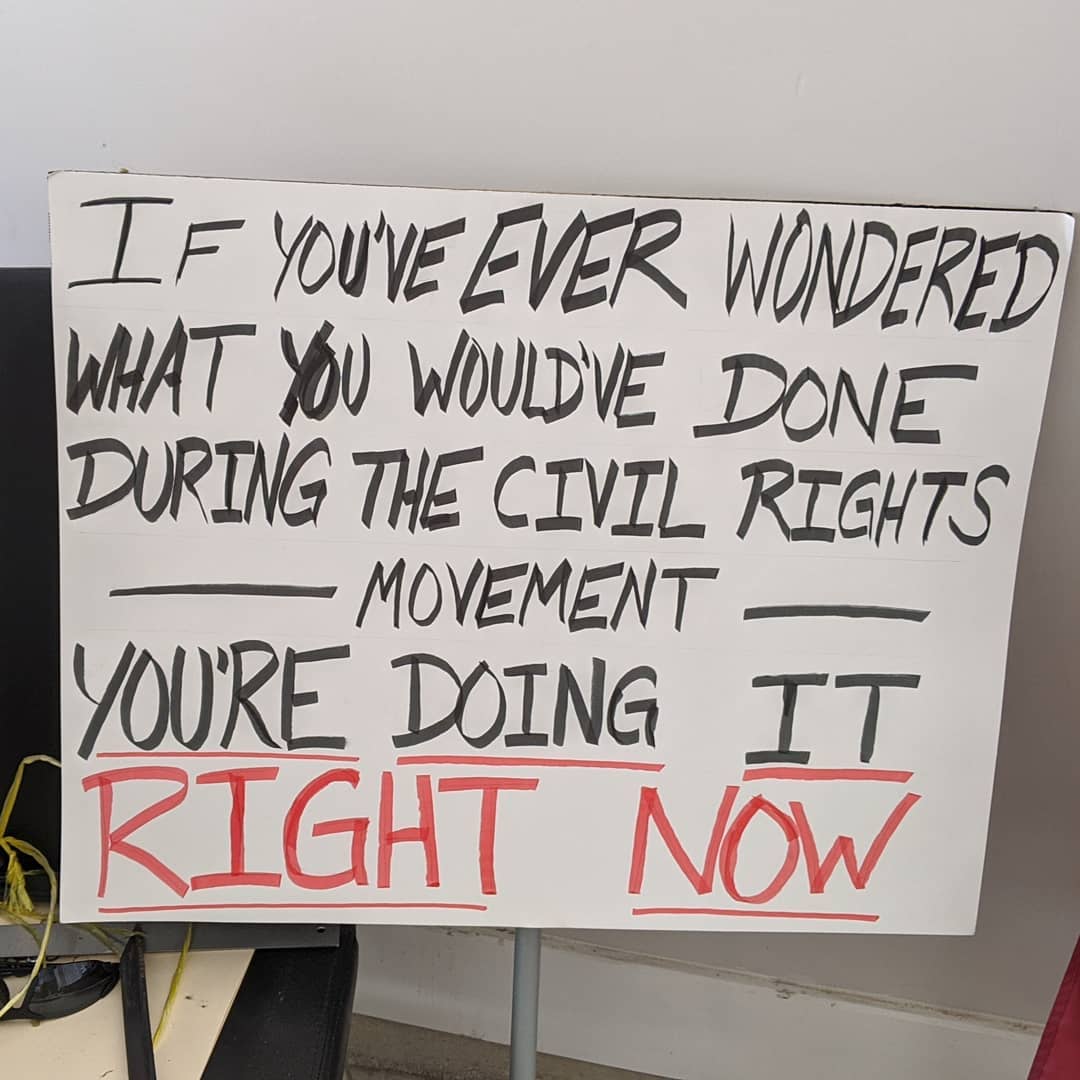 IF YOU'VE EVER WONDERED
WHAT YOU WOULD'VE DONE
DURING THE CIVIL RIGHTS
MOVEMENT
YOU'RE DOING IT
RIGHT NOW